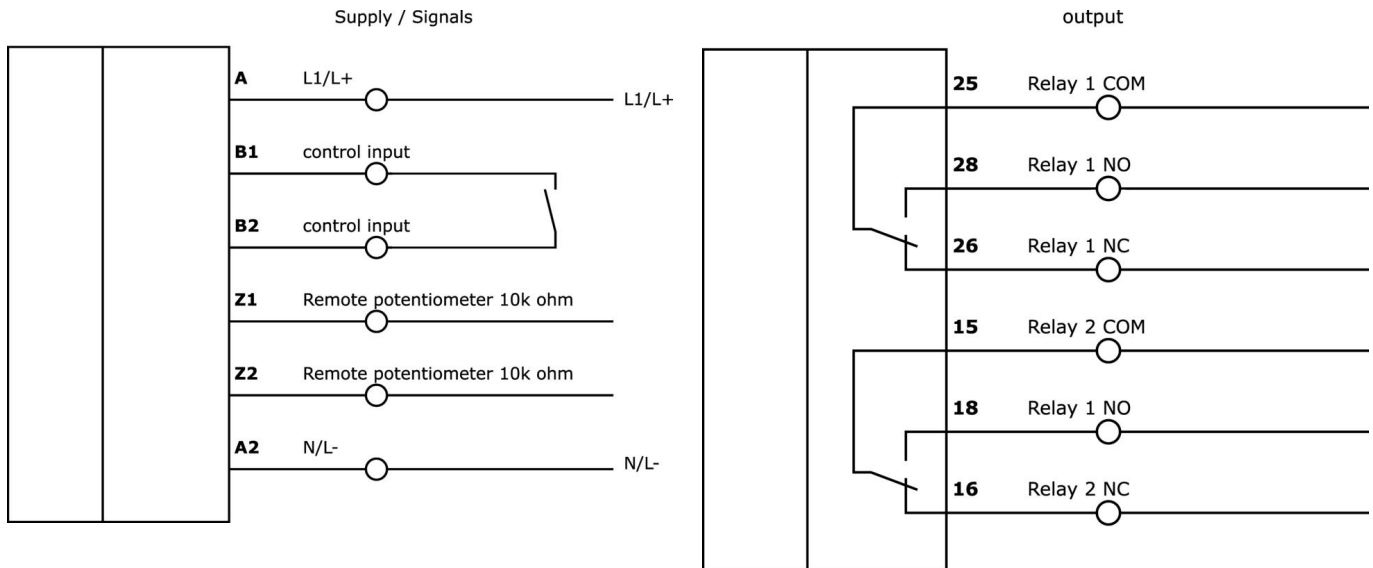 Supply / Signals
A L1/L+
L1/L+
B1 control input
B2 control input
Z1 Remote potentiometer 10k ohm
Z2 Remote potentiometer 10k ohm
A2 N/L-
N/L-
output
25 Relay 1 COM
28 Relay 1 NO
26 Relay 1 NC
15 Relay 2 COM
18 Relay 1 NO
16 Relay 2 NC